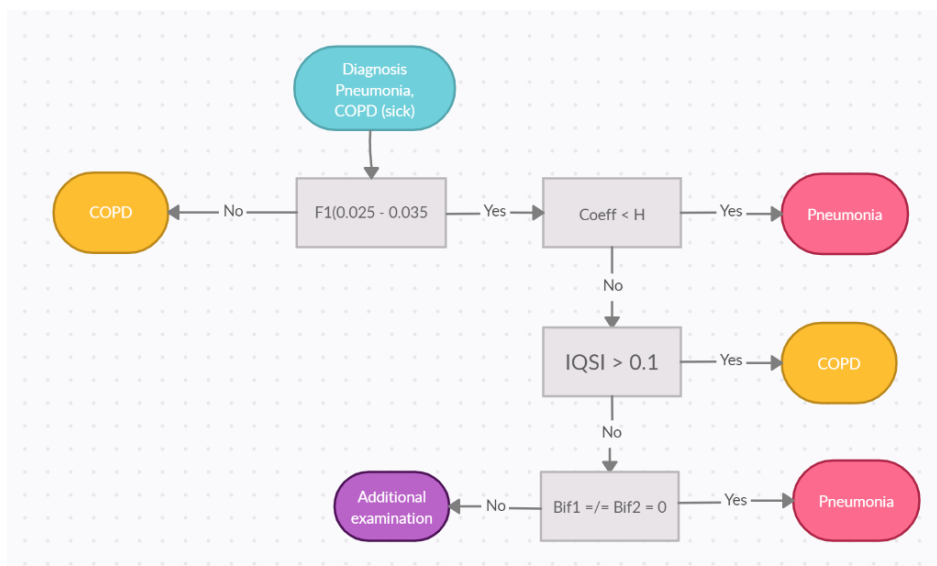 Diagnosis
Pneumonia,
COPD (sick)
COPD
No
F1(0.025 - 0.035
Yes
Coeff < H
Yes
Pneumonia
No
IQSI > 0.1
Yes
COPD
No
Additional
examination
No
Bif1 =/= Bif2 = 0
Yes
Pneumonia